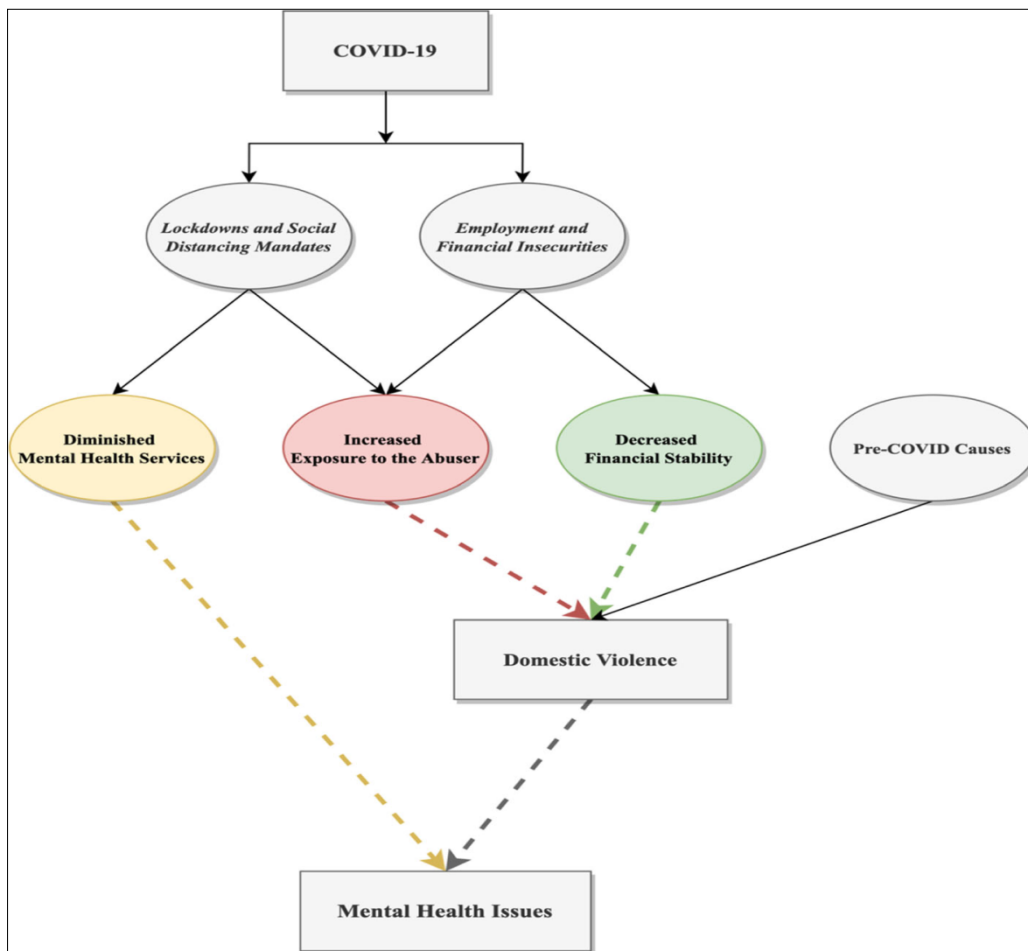 COVID-19
Lockdowns and Social
Distancing Mandates
Employment and
Financial Insecurities
Diminished
Mental Health Services
Increased
Exposure to the Abuser
Decreased
Financial Stability
Pre-COVID Causes
Domestic Violence
Mental Health Issues